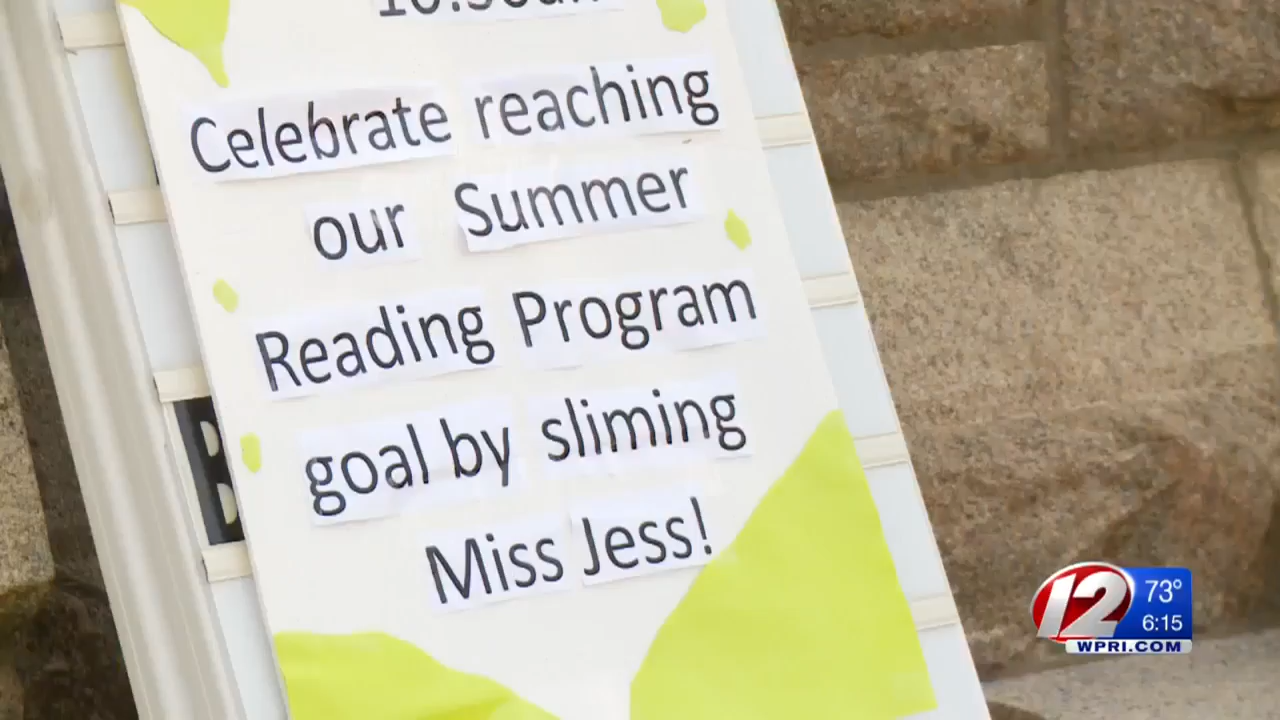 Celebrate reaching
our Summer
Reading Program
goal by sliming
Miss Jess!
12 73°
6:15
WPRI.COM